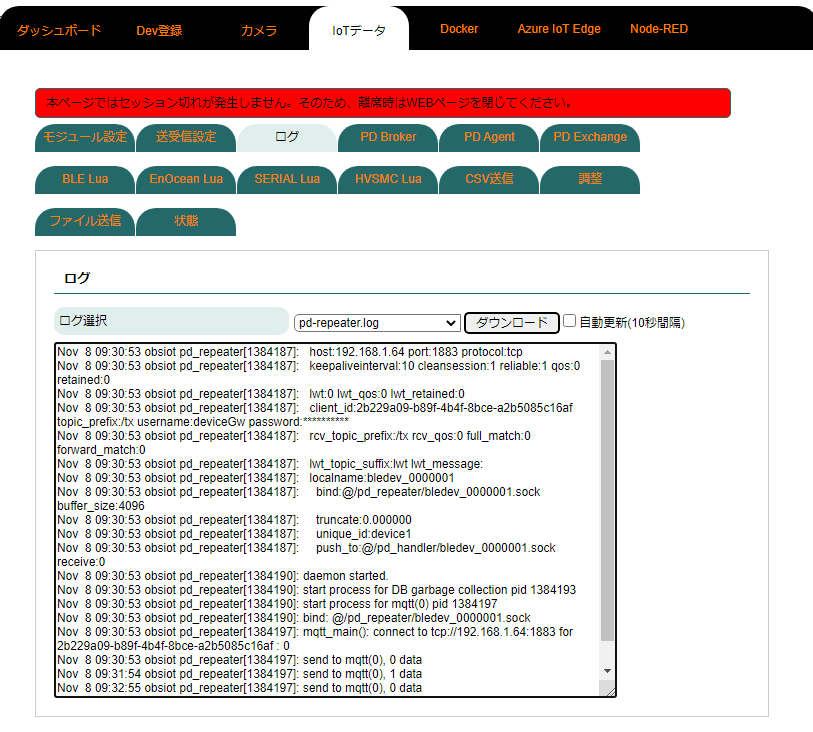 ダッシュボード Dev登録 カメラ IoTデータ Docker Azure IoT Edge Node-RED
本ページではセッション切れが発生しません。そのため、離席時はWEBページを閉じてください。
モジュール設定 送受信設定 ログ PD Broker PD Agent PD Exchange
BLE Lua EnOcean Lua SERIAL Lua HVSMC Lua CSV送信 調整
ファイル送信 状態
ログ
ログ選択 pd-repeater.log ダウンロード 自動更新(10秒間隔)
Nov  8 09:30:53 obsiot pd_repeater[1384187]:   host:192.168.1.64 port:1883 protocol:tcp
Nov  8 09:30:53 obsiot pd_repeater[1384187]:   keepaliveinterval:10 cleansession:1 reliable:1 qos:0
retained:0
Nov  8 09:30:53 obsiot pd_repeater[1384187]:   lwt:0 lwt_qos:0 lwt_retained:0
Nov  8 09:30:53 obsiot pd_repeater[1384187]:   client_id:2b229a09-b89f-4b4f-8bce-a2b5085c16af
topic_prefix:/tx username:deviceGw password:**********
Nov  8 09:30:53 obsiot pd_repeater[1384187]:   rcv_topic_prefix:/tx rcv_qos:0 full_match:0
forward_match:0
Nov  8 09:30:53 obsiot pd_repeater[1384187]:   lwt_topic_suffix:lwt lwt_message:
Nov  8 09:30:53 obsiot pd_repeater[1384187]:   localname:bledev_0000001
Nov  8 09:30:53 obsiot pd_repeater[1384187]:     bind:@/pd_repeater/bledev_0000001.sock
buffer_size:4096
Nov  8 09:30:53 obsiot pd_repeater[1384187]:     truncate:0.000000
Nov  8 09:30:53 obsiot pd_repeater[1384187]:     unique_id:device1
Nov  8 09:30:53 obsiot pd_repeater[1384187]:     push_to:@/pd_handler/bledev_0000001.sock
receive:0
Nov  8 09:30:53 obsiot pd_repeater[1384190]: daemon started.
Nov  8 09:30:53 obsiot pd_repeater[1384190]: start process for DB garbage collection pid 1384193
Nov  8 09:30:53 obsiot pd_repeater[1384190]: start process for mqtt(0) pid 1384197
Nov  8 09:30:53 obsiot pd_repeater[1384190]: bind: @/pd_repeater/bledev_0000001.sock
Nov  8 09:30:53 obsiot pd_repeater[1384197]: mqtt_main(): connect to tcp://192.168.1.64:1883 for
2b229a09-b89f-4b4f-8bce-a2b5085c16af : 0
Nov  8 09:30:53 obsiot pd_repeater[1384197]: send to mqtt(0), 0 data
Nov  8 09:31:54 obsiot pd_repeater[1384197]: send to mqtt(0), 1 data
Nov  8 09:32:55 obsiot pd_repeater[1384197]: send to mqtt(0), 0 data